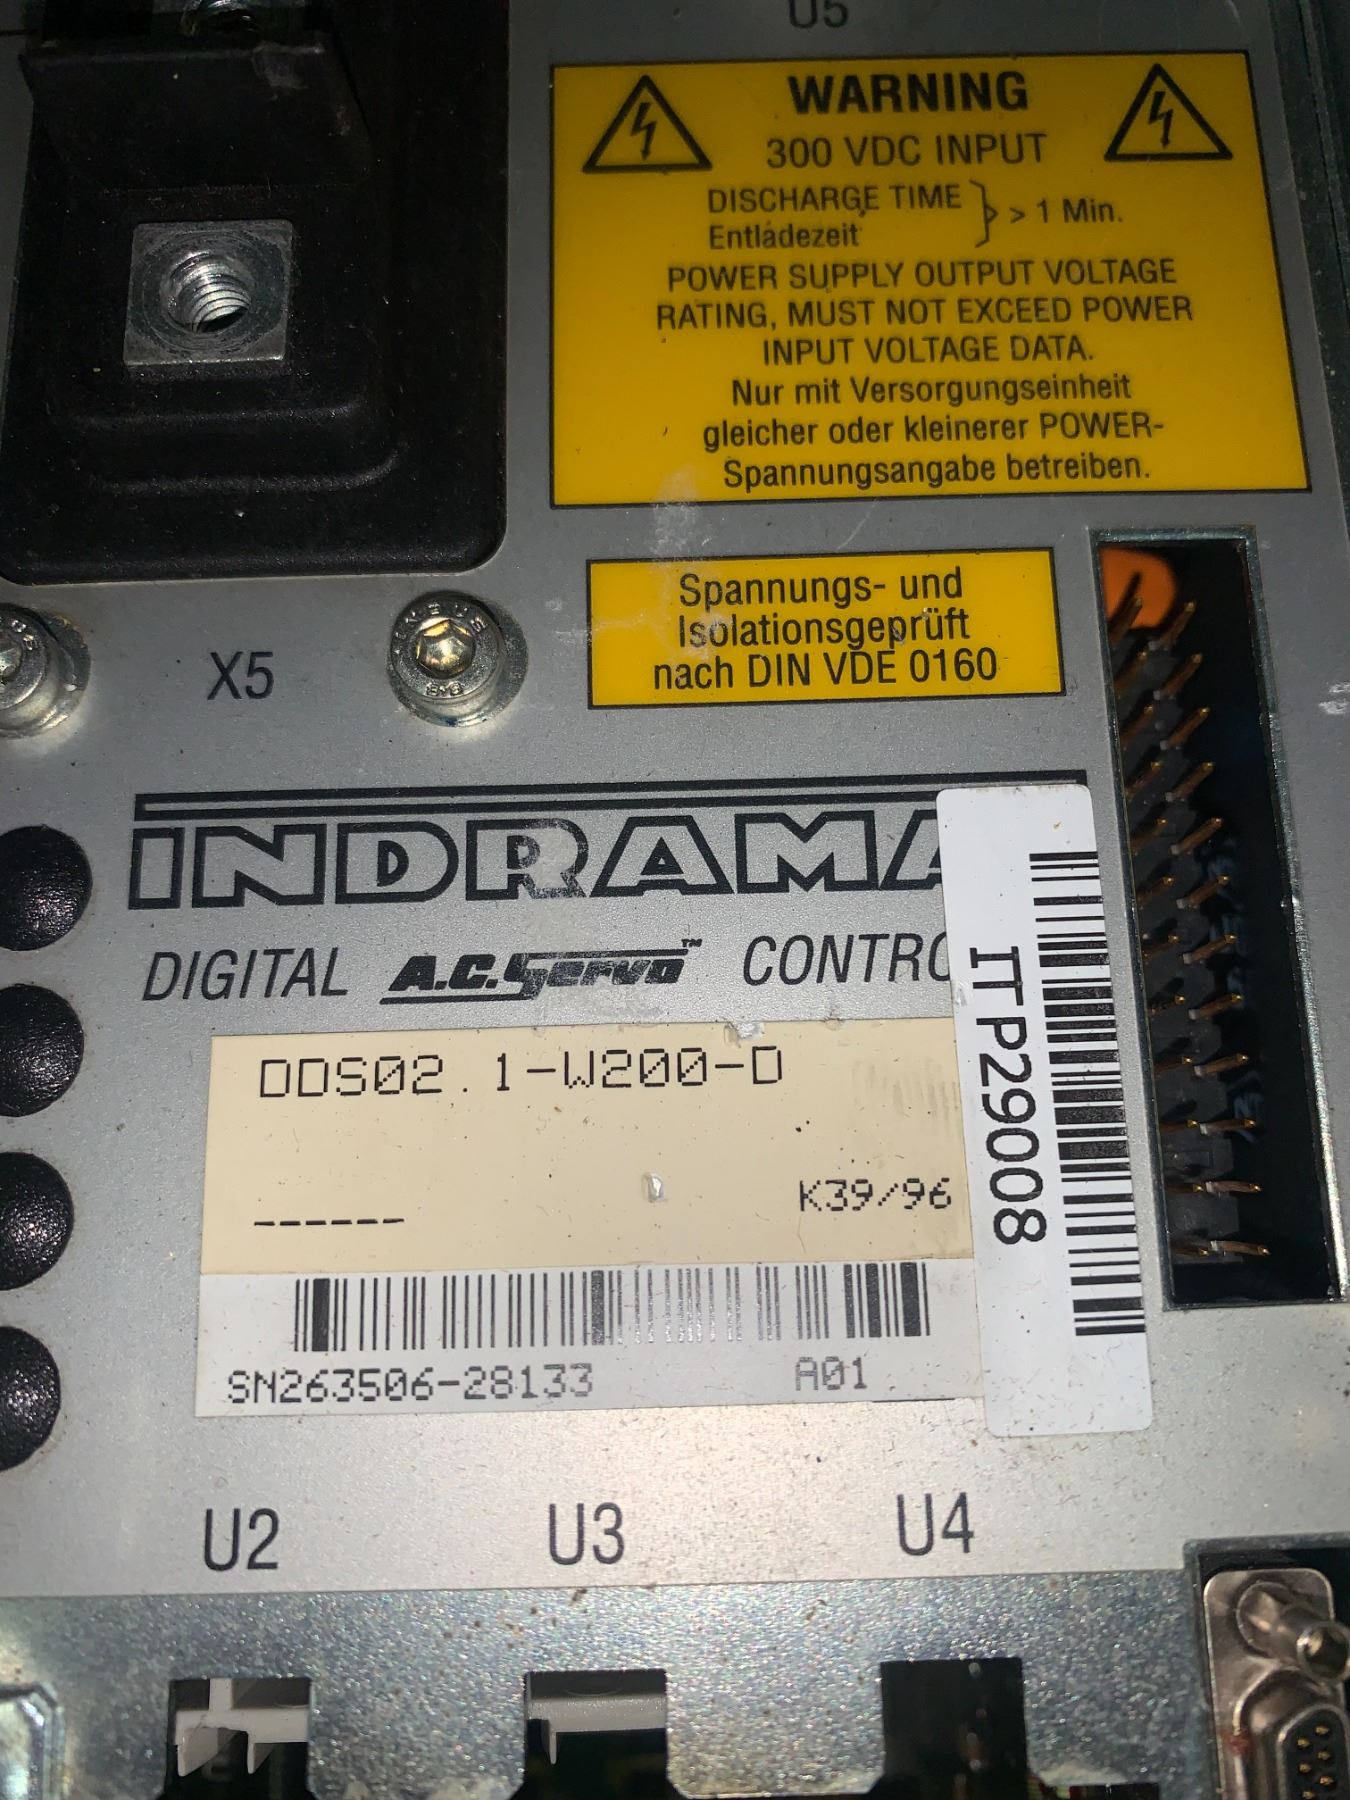 U5
WARNING
300 VDC INPUT
DISCHARGE TIME
Entladezeit
> 1 Min.
POWER SUPPLY OUTPUT VOLTAGE
RATING, MUST NOT EXCEED POWER
INPUT VOLTAGE DATA.
Nur mit Versorgungseinheit
gleicher oder kleinerer POWER-
Spannungsangabe betreiben.
Spannungs- und
Isolationsgeprüft
nach DIN VDE 0160
X5
INDRAMA
DIGITAL A.C. Servo™ CONTRO
ITP29008
DDS02.1-W200-D
------ K39/96
SN263506-28133 A01
U2 U3 U4